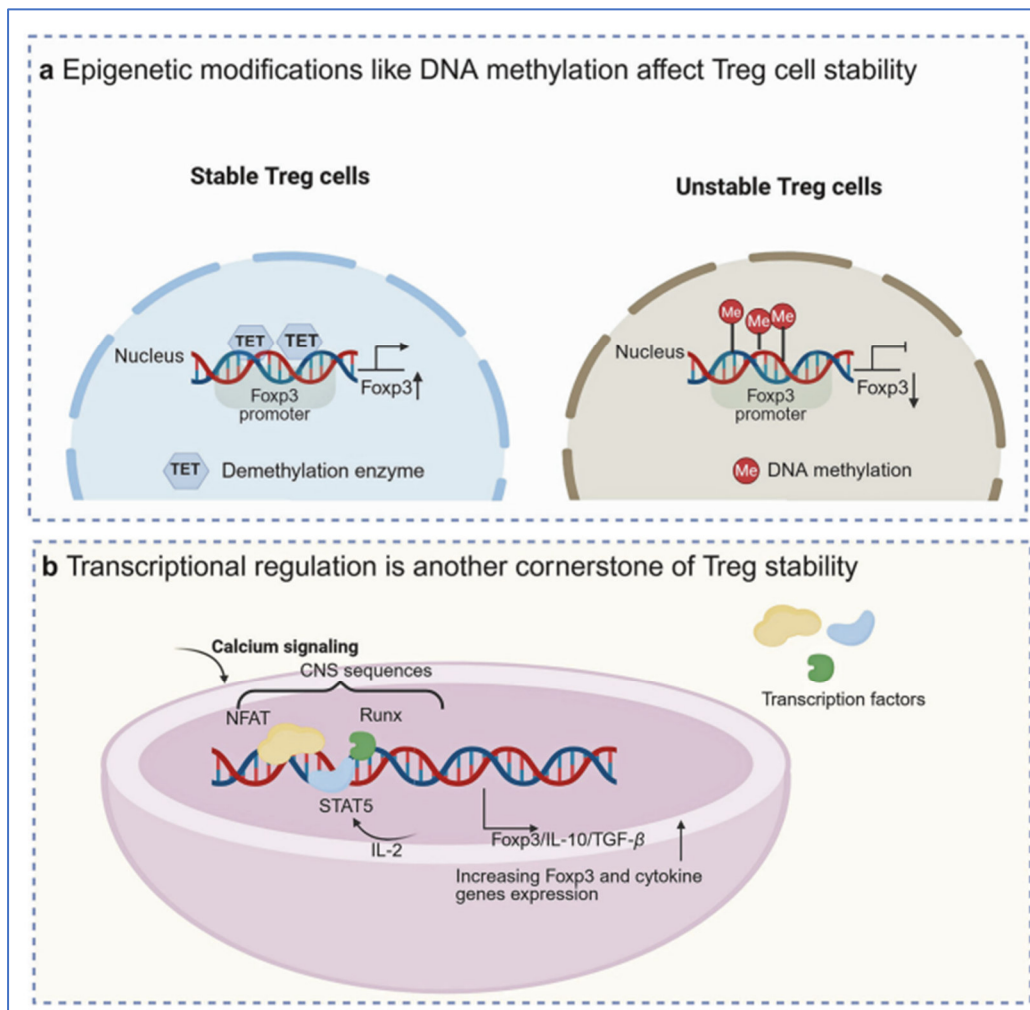 a Epigenetic modifications like DNA methylation affect Treg cell stability
Stable Treg cells
Unstable Treg cells
TET
TET
Nucleus
Foxp3
Foxp3
promoter
TET Demethylation enzyme
Me
Me
Me
Nucleus
Foxp3
Foxp3
promoter
Me DNA methylation
b Transcriptional regulation is another cornerstone of Treg stability
Calcium signaling
CNS sequences
NFAT
Runx
STAT5
IL-2
Foxp3/IL-10/TGF-β
Increasing Foxp3 and cytokine
genes expression
Transcription factors